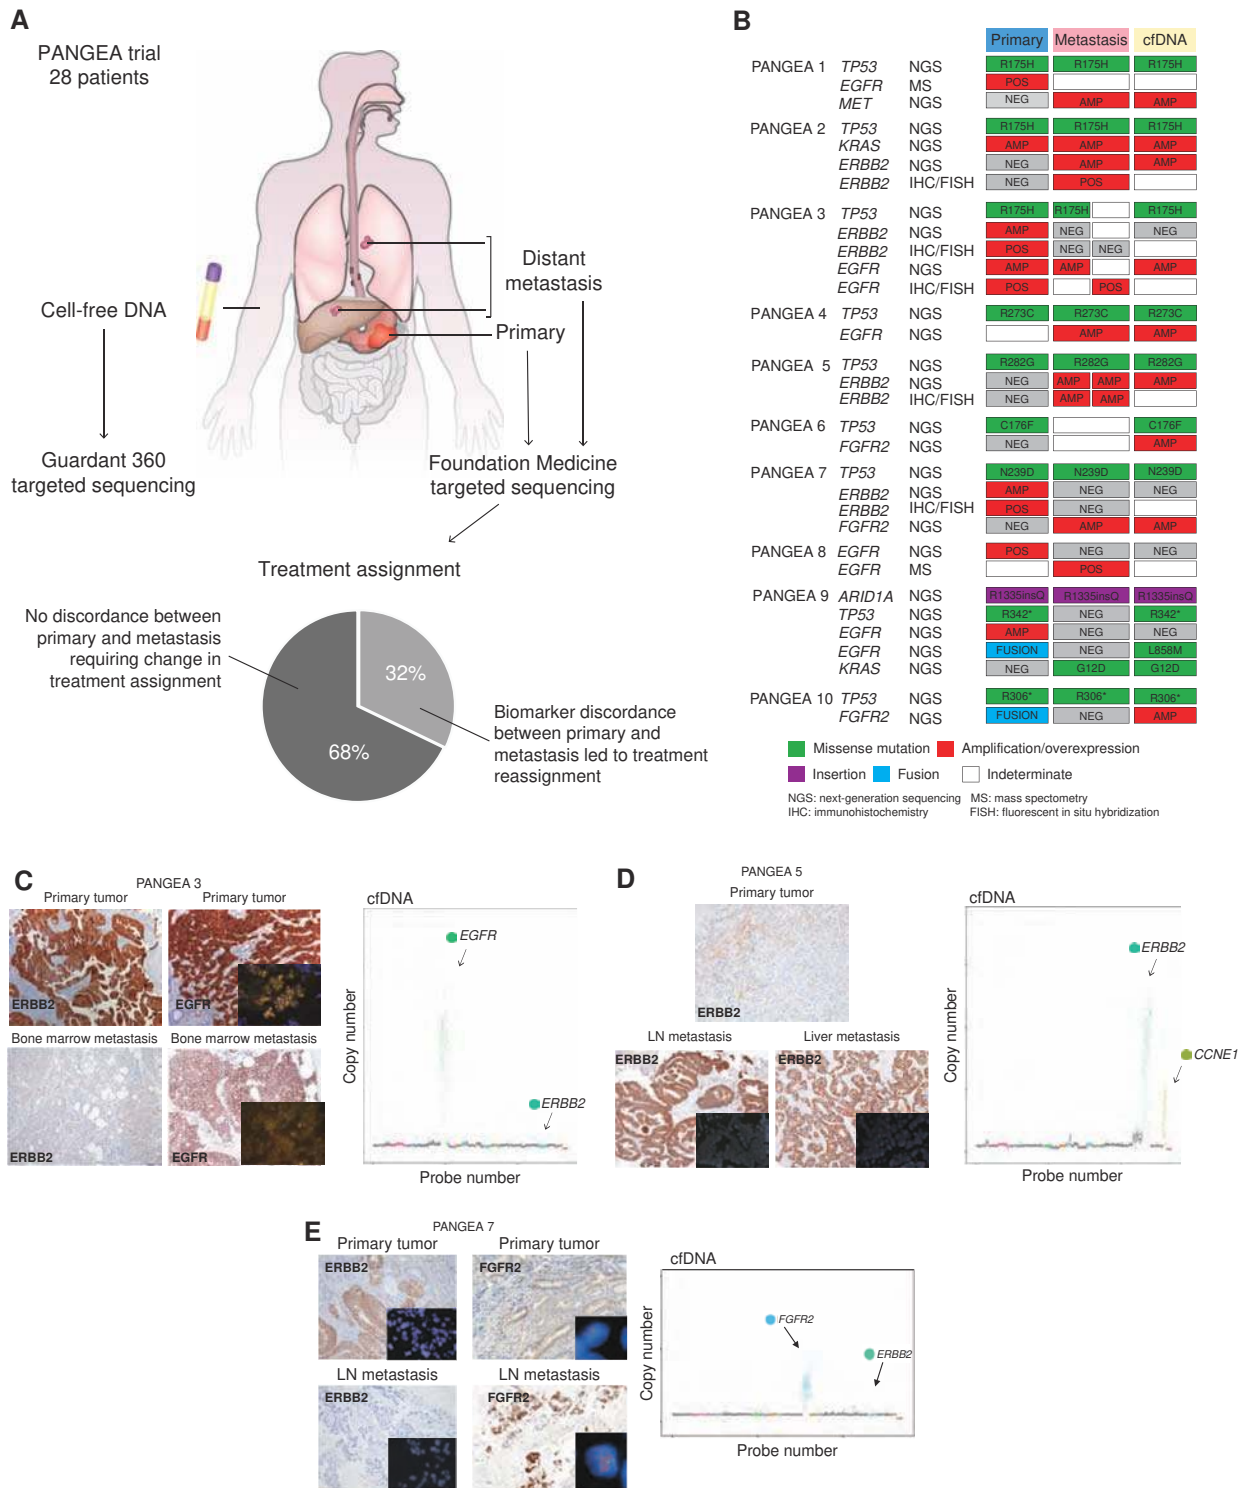 A
PANGEA trial
28 patients
Cell-free DNA
Distant
metastasis
Primary
Guardant 360
targeted sequencing
Foundation Medicine
targeted sequencing
Treatment assignment
No discordance between
primary and metastasis
requiring change in
treatment assignment
32%
68%
Biomarker discordance
between primary and
metastasis led to treatment
reassignment
B
Primary Metastasis cfDNA
PANGEA 1 TP53 NGS R175H R175H R175H
EGFR MS POS
MET NGS NEG AMP AMP
PANGEA 2 TP53 NGS R175H R175H R175H
KRAS NGS AMP AMP AMP
ERBB2 NGS NEG AMP AMP
ERBB2 IHC/FISH NEG POS
PANGEA 3 TP53 NGS R175H R175H R175H
ERBB2 NGS AMP NEG NEG
ERBB2 IHC/FISH POS NEG NEG
EGFR NGS AMP AMP AMP
EGFR IHC/FISH POS POS
PANGEA 4 TP53 NGS R273C R273C R273C
EGFR NGS AMP AMP
PANGEA 5 TP53 NGS R282G R282G R282G
ERBB2 NGS NEG AMP AMP AMP
ERBB2 IHC/FISH NEG AMP AMP
PANGEA 6 TP53 NGS C176F C176F
FGFR2 NGS NEG AMP
PANGEA 7 TP53 NGS N239D N239D N239D
ERBB2 NGS AMP NEG NEG
ERBB2 IHC/FISH POS NEG
FGFR2 NGS NEG AMP AMP
PANGEA 8 EGFR NGS POS NEG NEG
EGFR MS POS
PANGEA 9 ARID1A NGS R1335insQ R1335insQ R1335insQ
TP53 NGS R342* NEG R342*
EGFR NGS AMP NEG NEG
EGFR NGS FUSION NEG L858M
KRAS NGS NEG G12D G12D
PANGEA 10 TP53 NGS R306* R306* R306*
FGFR2 NGS FUSION NEG AMP
Missense mutation Amplification/overexpression
Insertion Fusion Indeterminate
NGS: next-generation sequencing MS: mass spectometry
IHC: immunohistochemistry FISH: fluorescent in situ hybridization
C
PANGEA 3
Primary tumor Primary tumor
ERBB2 EGFR
Bone marrow metastasis Bone marrow metastasis
ERBB2 EGFR
cfDNA
EGFR
ERBB2
Copy number
Probe number
D
PANGEA 5
Primary tumor
ERBB2
LN metastasis Liver metastasis
ERBB2 ERBB2
cfDNA
ERBB2
CCNE1
Copy number
Probe number
E
PANGEA 7
Primary tumor Primary tumor
ERBB2 FGFR2
LN metastasis LN metastasis
ERBB2 FGFR2
cfDNA
FGFR2
ERBB2
Copy number
Probe number